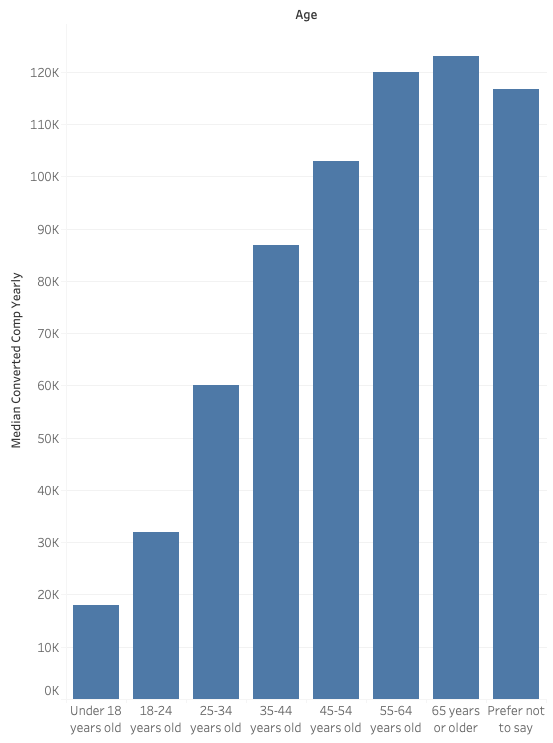 Age
Median Converted Comp Yearly
120K
110K
100K
90K
80K
70K
60K
50K
40K
30K
20K
10K
0K
Under 18
years old
18-24
years old
25-34
years old
35-44
years old
45-54
years old
55-64
years old
65 years
or older
Prefer not
to say